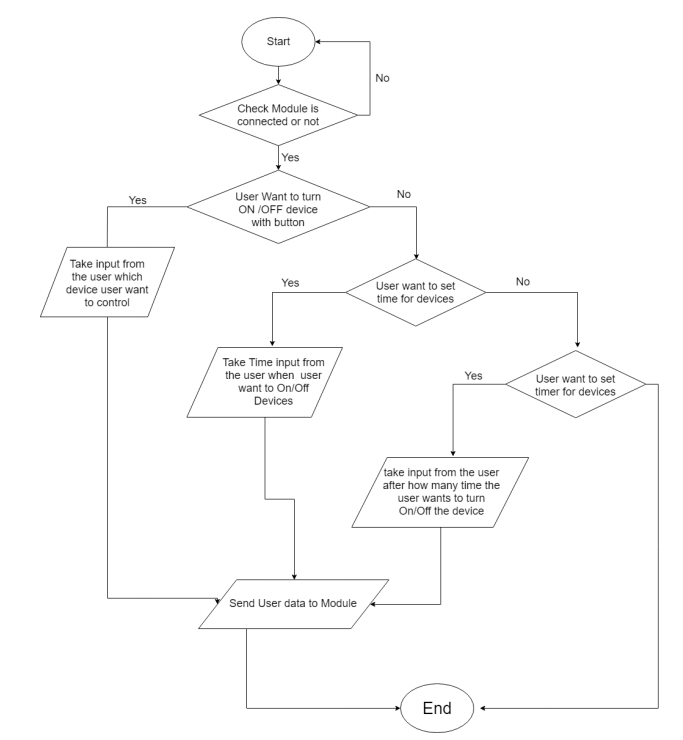 Start
No
Check Module is
connected or not
Yes
User Want to turn
ON /OFF device
with button
Yes
No
Take input from
the user which
device user want
to control
User want to set
time for devices
Yes
No
Take Time input from
the user when user
want to On/Off
Devices
User want to set
timer for devices
Yes
take input from the user
after how many time the
user wants to turn
On/Off the device
Send User data to Module
End